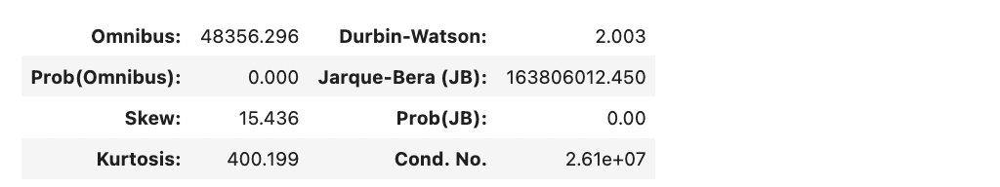 Omnibus: 48356.296 Durbin-Watson: 2.003
Prob(Omnibus): 0.000 Jarque-Bera (JB): 163806012.450
Skew: 15.436 Prob(JB): 0.00
Kurtosis: 400.199 Cond. No. 2.61e+07